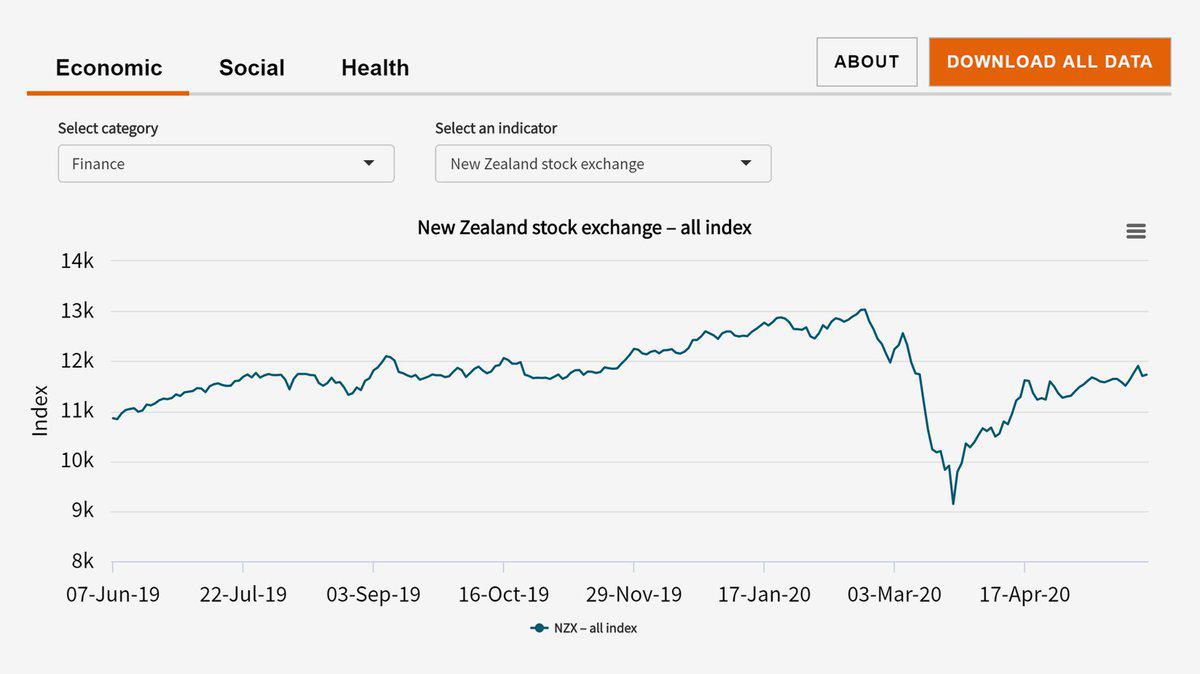 Economic Social Health ABOUT DOWNLOAD ALL DATA
Select category Select an indicator
Finance New Zealand stock exchange
New Zealand stock exchange – all index
14k
13k
12k
11k
10k
9k
8k
Index
07-Jun-19 22-Jul-19 03-Sep-19 16-Oct-19 29-Nov-19 17-Jan-20 03-Mar-20 17-Apr-20
NZX – all index